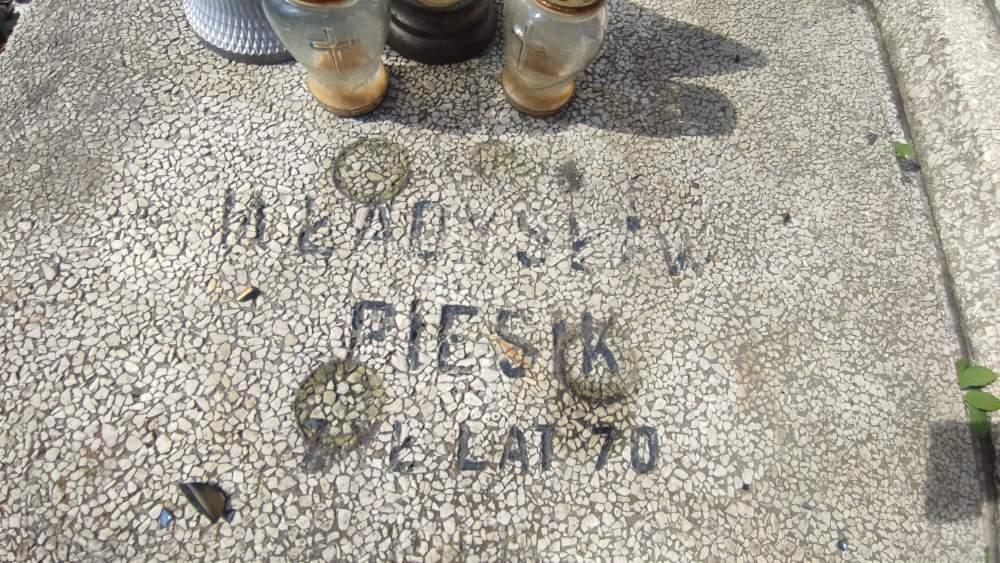 WŁADYSŁAW
PIESIK
Ż. LAT 70